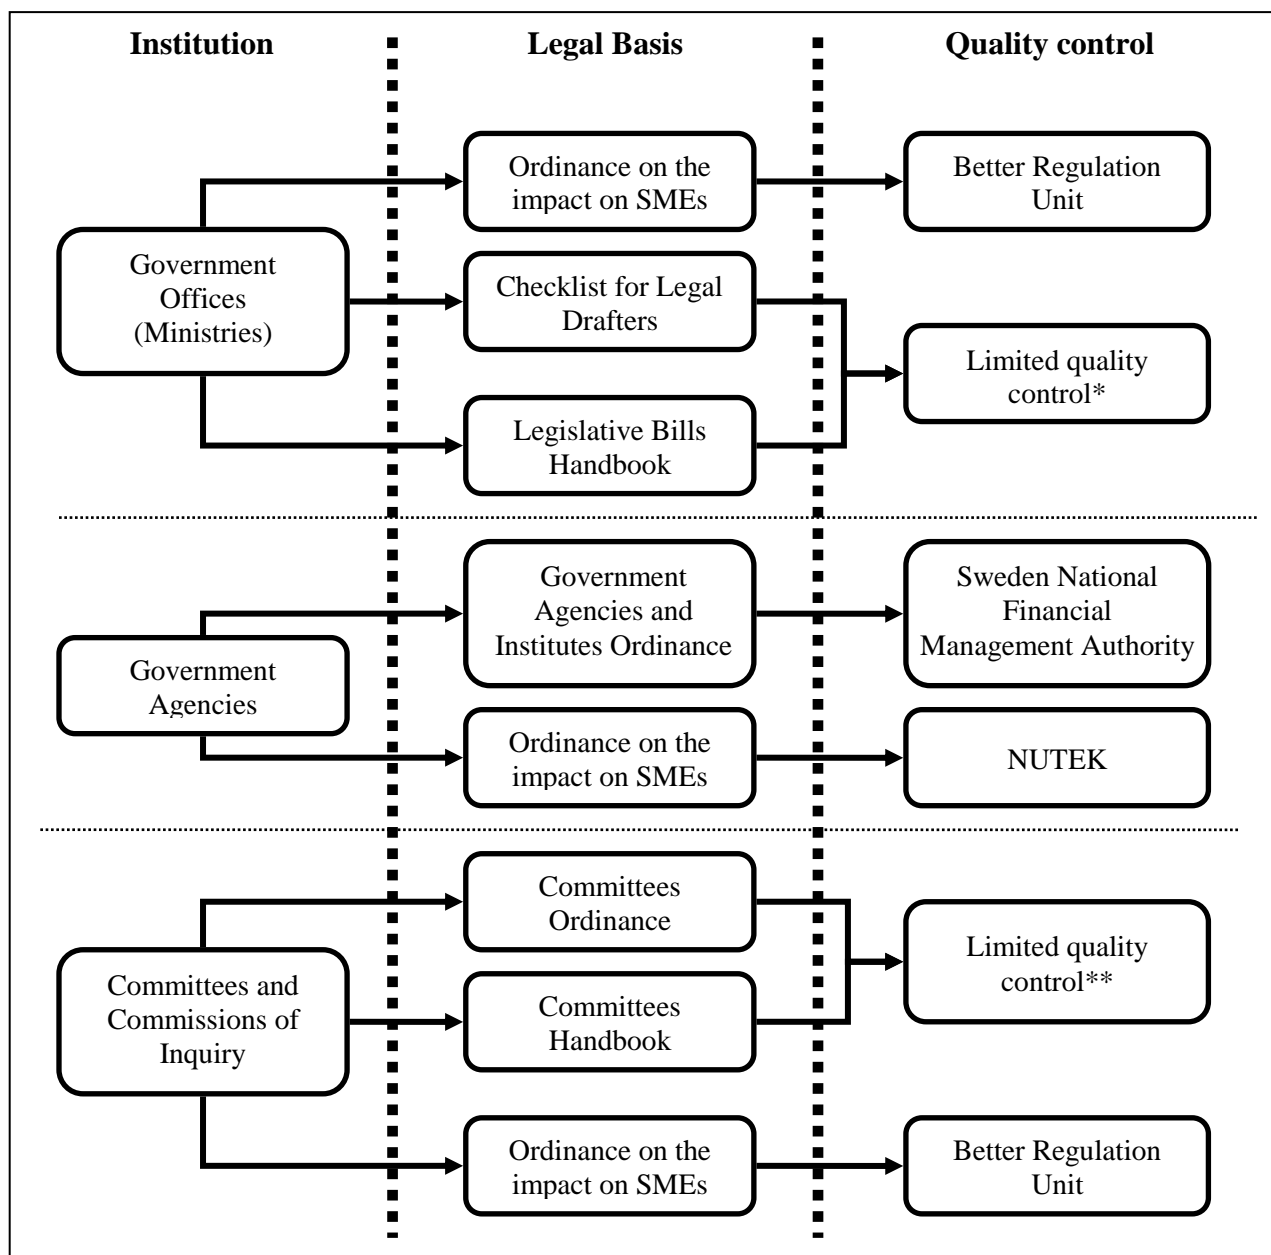 Institution
Legal Basis
Quality control
Ordinance on the
impact on SMEs
Better Regulation
Unit
Government
Offices
(Ministries)
Checklist for Legal
Drafters
Limited quality
control*
Legislative Bills
Handbook
Government
Agencies and
Institutes Ordinance
Sweden National
Financial
Management Authority
Government
Agencies
Ordinance on the
impact on SMEs
NUTEK
Committees
Ordinance
Limited quality
control**
Committees and
Commissions of
Inquiry
Committees
Handbook
Ordinance on the
impact on SMEs
Better Regulation
Unit